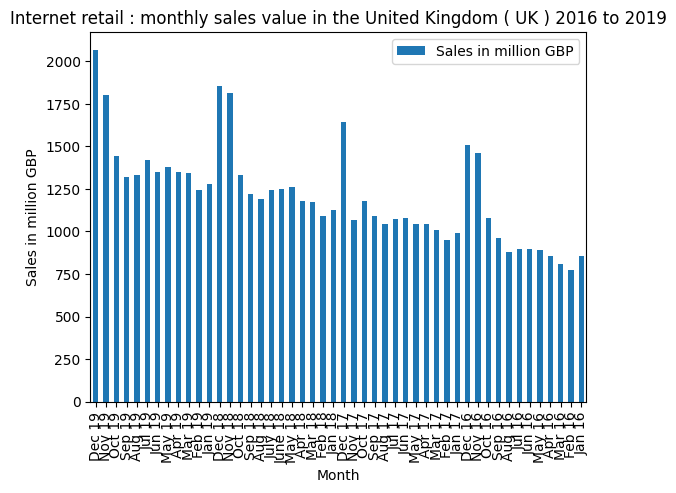 Internet retail : monthly sales value in the United Kingdom ( UK ) 2016 to 2019
Sales in million GBP
Sales in million GBP
2000
1750
1500
1250
1000
750
500
250
0
Dec 19
Nov 19
Oct 19
Sep 19
Aug 19
Jul 19
Jun 19
May 19
Apr 19
Mar 19
Feb 19
Jan 19
Dec 18
Nov 18
Oct 18
Sep 18
Aug 18
July 18
June 18
May 18
Apr 18
Mar 18
Feb 18
Jan 18
Dec 17
Nov 17
Oct 17
Sep 17
Aug 17
Jul 17
Jun 17
May 17
Apr 17
Mar 17
Feb 17
Jan 17
Dec 16
Nov 16
Oct 16
Sep 16
Aug 16
Jul 16
Jun 16
May 16
Apr 16
Mar 16
Feb 16
Jan 16
Month